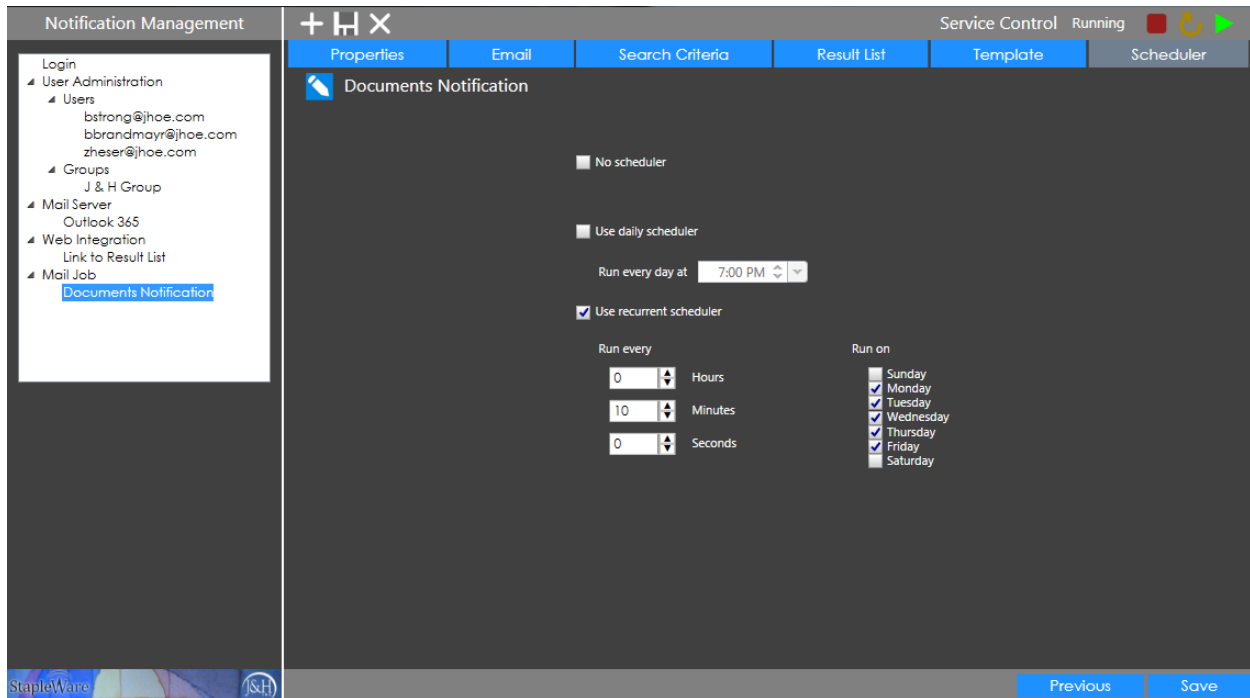 Notification Management
Service Control Running
Properties Email Search Criteria Result List Template Scheduler
Login
User Administration
Users
bstrong@jhoe.com
bbrandmayr@jhoe.com
zheser@jhoe.com
Groups
J & H Group
Mail Server
Outlook 365
Web Integration
Link to Result List
Mail Job
Documents Notification
Documents Notification
No scheduler
Use daily scheduler
Run every day at 7:00 PM
Use recurrent scheduler
Run every
0 Hours
10 Minutes
0 Seconds
Run on
Sunday
Monday
Tuesday
Wednesday
Thursday
Friday
Saturday
StapleWare J&H
Previous Save